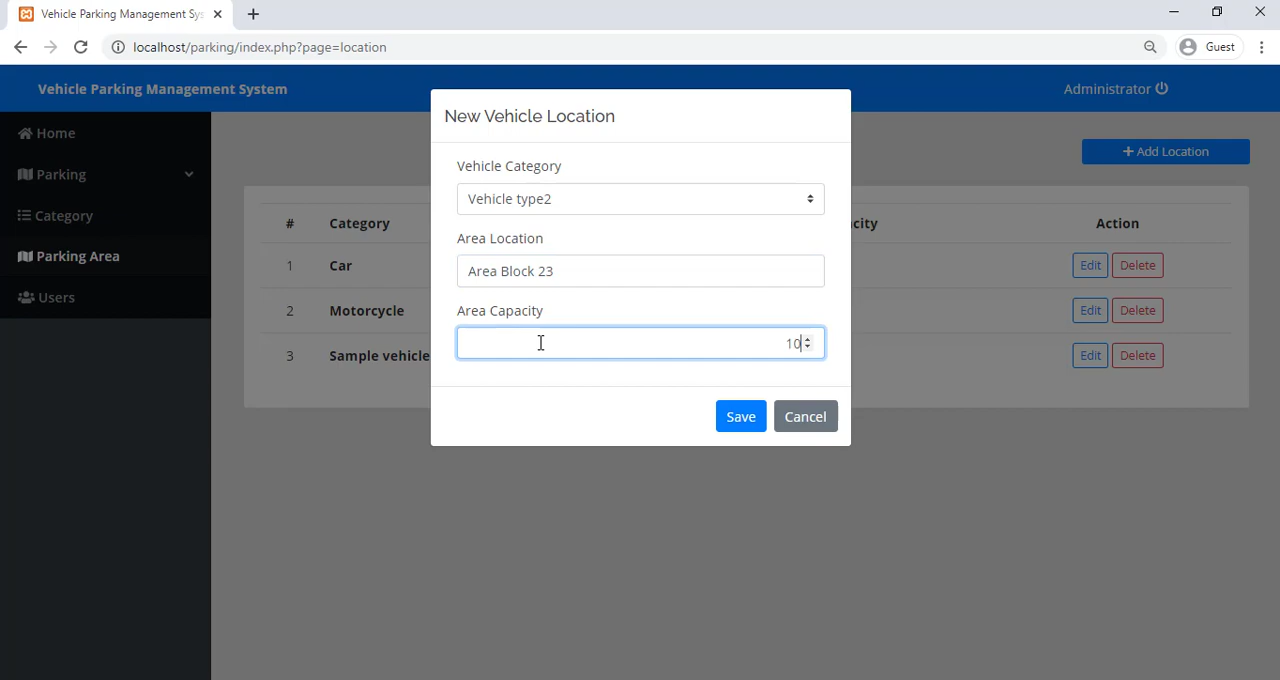 Vehicle Parking Management Sy
localhost/parking/index.php?page=location
Guest
Vehicle Parking Management System
Administrator
Home
Parking
Category
Parking Area
Users
+ Add Location
# Category Action
1 Car Edit Delete
2 Motorcycle Edit Delete
3 Sample vehicle Edit Delete
New Vehicle Location
Vehicle Category
Vehicle type2
Area Location
Area Block 23
Area Capacity
10
Save Cancel